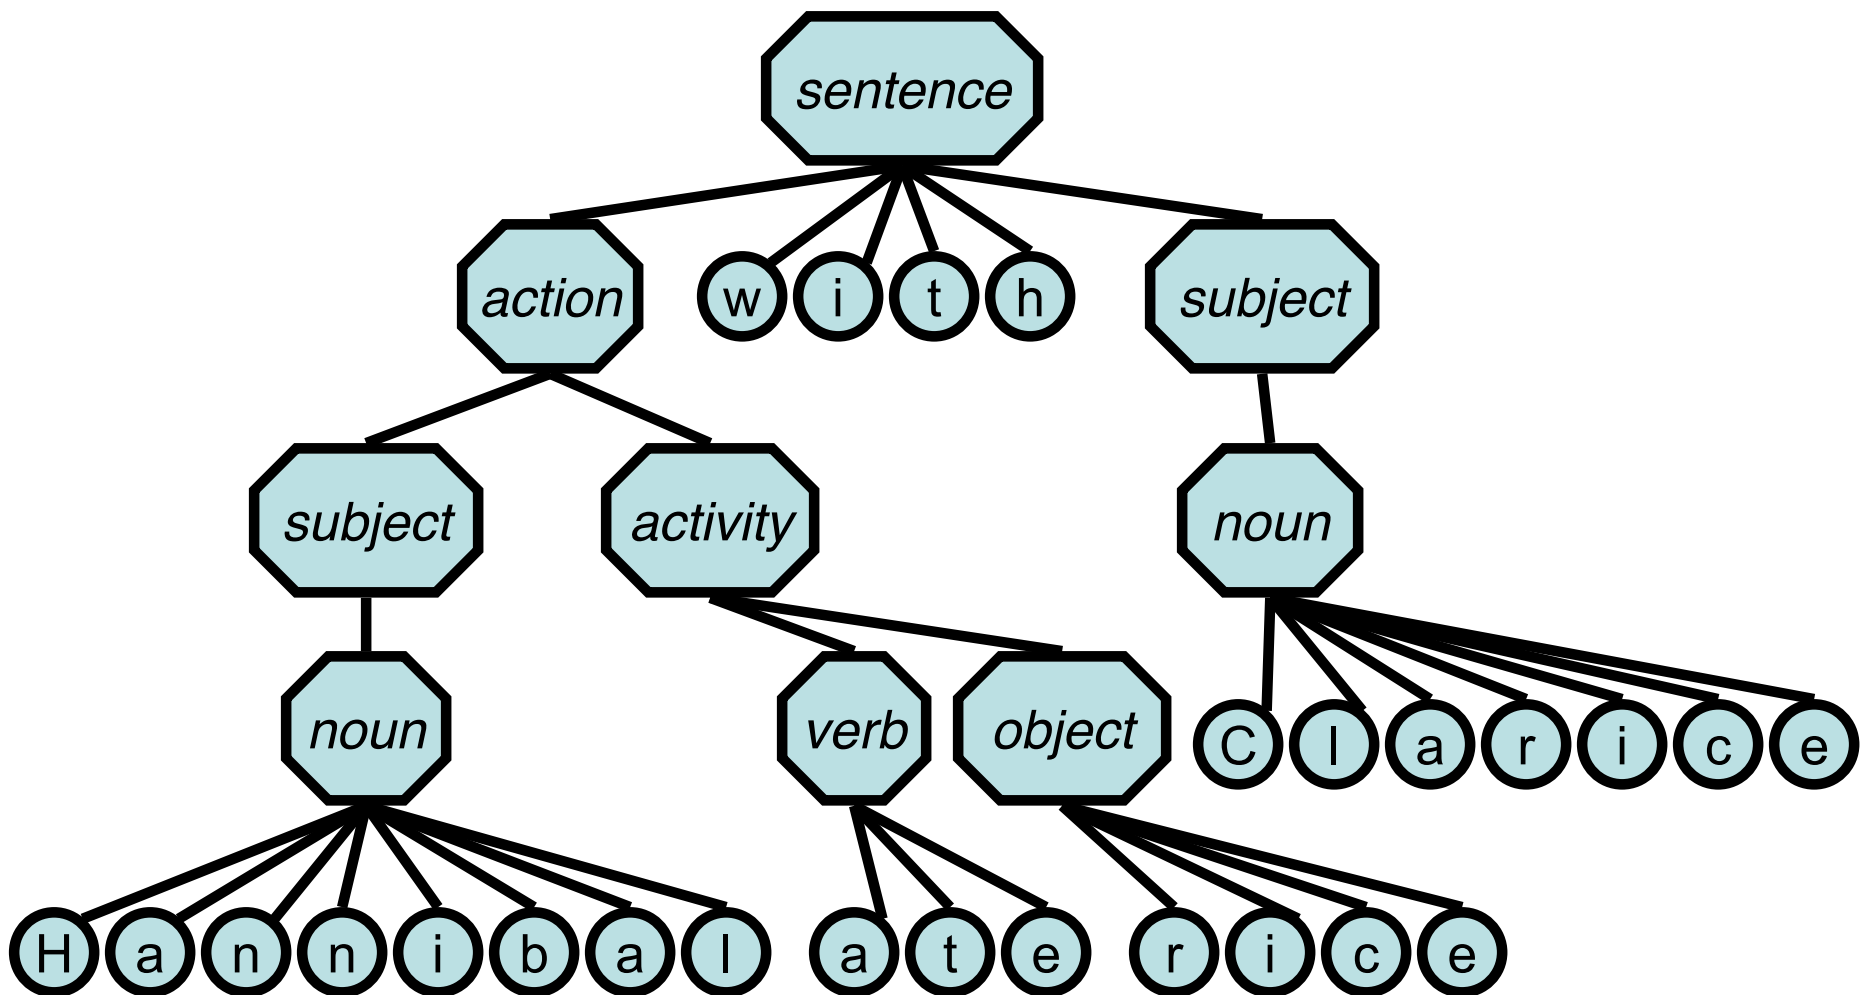 sentence
action w i t h subject
subject activity noun
noun verb object C l a r i c e
H a n n i b a l a t e r i c e